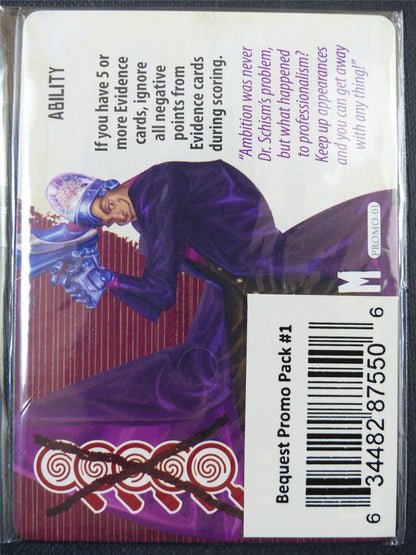 ABILITY
If you have 5 or
more Evidence
cards, ignore
all negative
points from
Evidence cards
during scoring.
"Ambition was never
Dr. Schism's problem,
but what happened
to professionalism?
Keep up appearances
and you can get away
with any thing!"
M
PROMO-01
Bequest Promo Pack #1
6 34482 87550 6